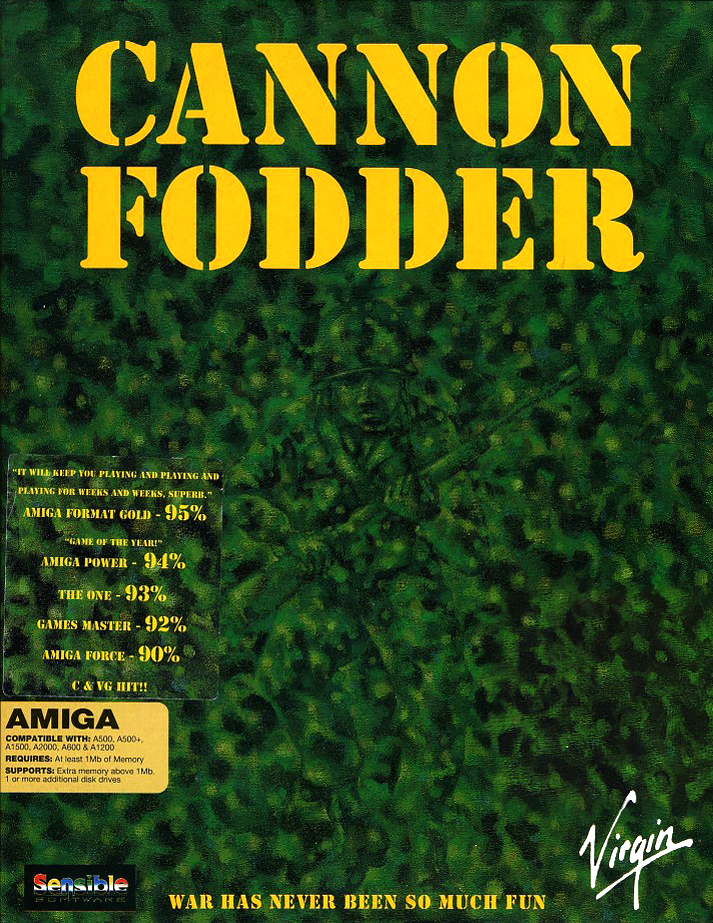 CANNON
FODDER
"IT WILL KEEP YOU PLAYING AND PLAYING AND
PLAYING FOR WEEKS AND WEEKS, SUPERB."
AMIGA FORMAT GOLD - 95%
"GAME OF THE YEAR!"
AMIGA POWER - 94%
THE ONE - 93%
GAMES MASTER - 92%
AMIGA FORCE - 90%
C & VG HIT!!
AMIGA
COMPATIBLE WITH: A500, A500+,
A1500, A2000, A600 & A1200
REQUIRES: At least 1Mb of Memory
SUPPORTS: Extra memory above 1Mb.
1 or more additional disk drives
Virgin
Sensible
SOFTWARE
WAR HAS NEVER BEEN SO MUCH FUN